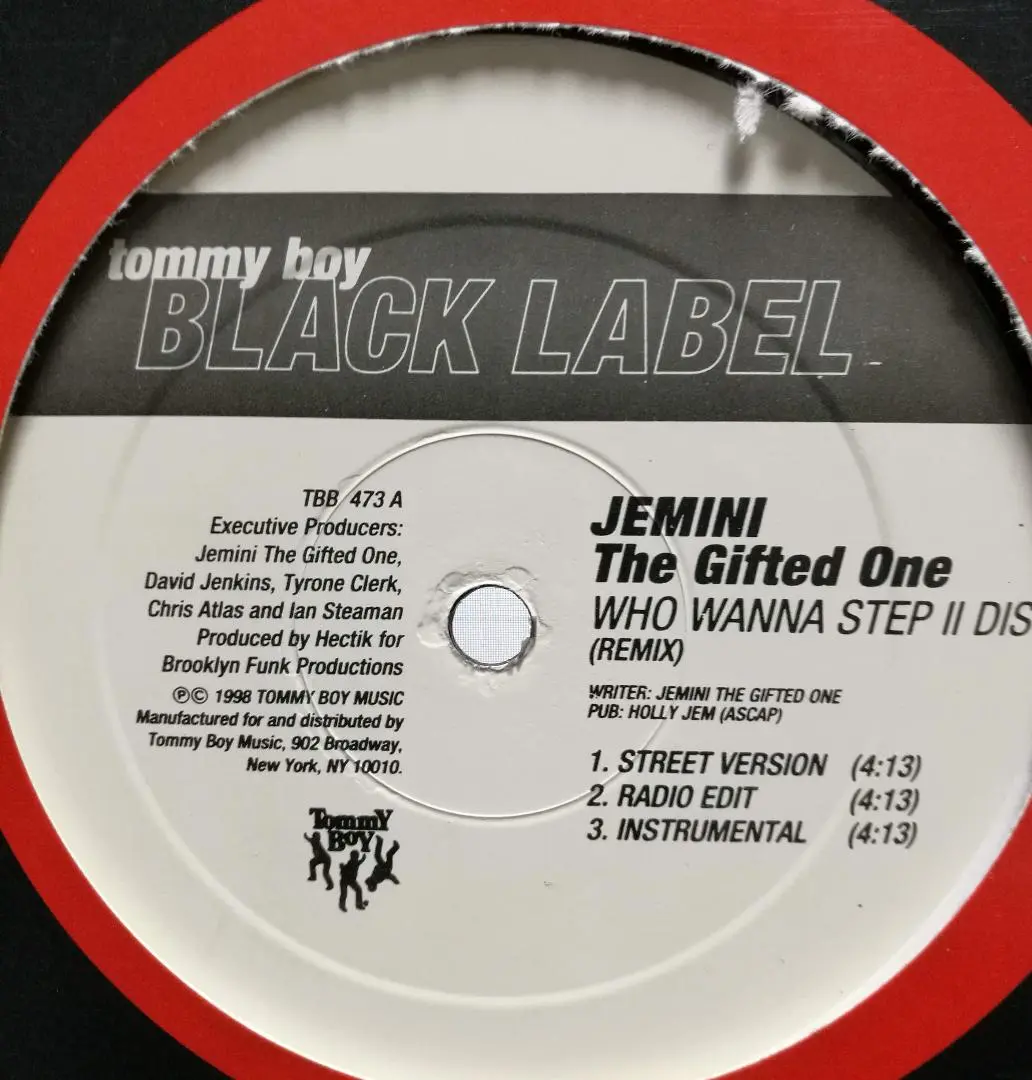 tommy boy
BLACK LABEL
TBB 473 A
Executive Producers:
Jemini The Gifted One,
David Jenkins, Tyrone Clerk,
Chris Atlas and Ian Steaman
Produced by Hectik for
Brooklyn Funk Productions
℗© 1998 TOMMY BOY MUSIC
Manufactured for and distributed by
Tommy Boy Music, 902 Broadway,
New York, NY 10010.
Tommy
Boy
JEMINI
The Gifted One
WHO WANNA STEP II DIS
(REMIX)
WRITER: JEMINI THE GIFTED ONE
PUB: HOLLY JEM (ASCAP)
1. STREET VERSION (4:13)
2. RADIO EDIT (4:13)
3. INSTRUMENTAL (4:13)